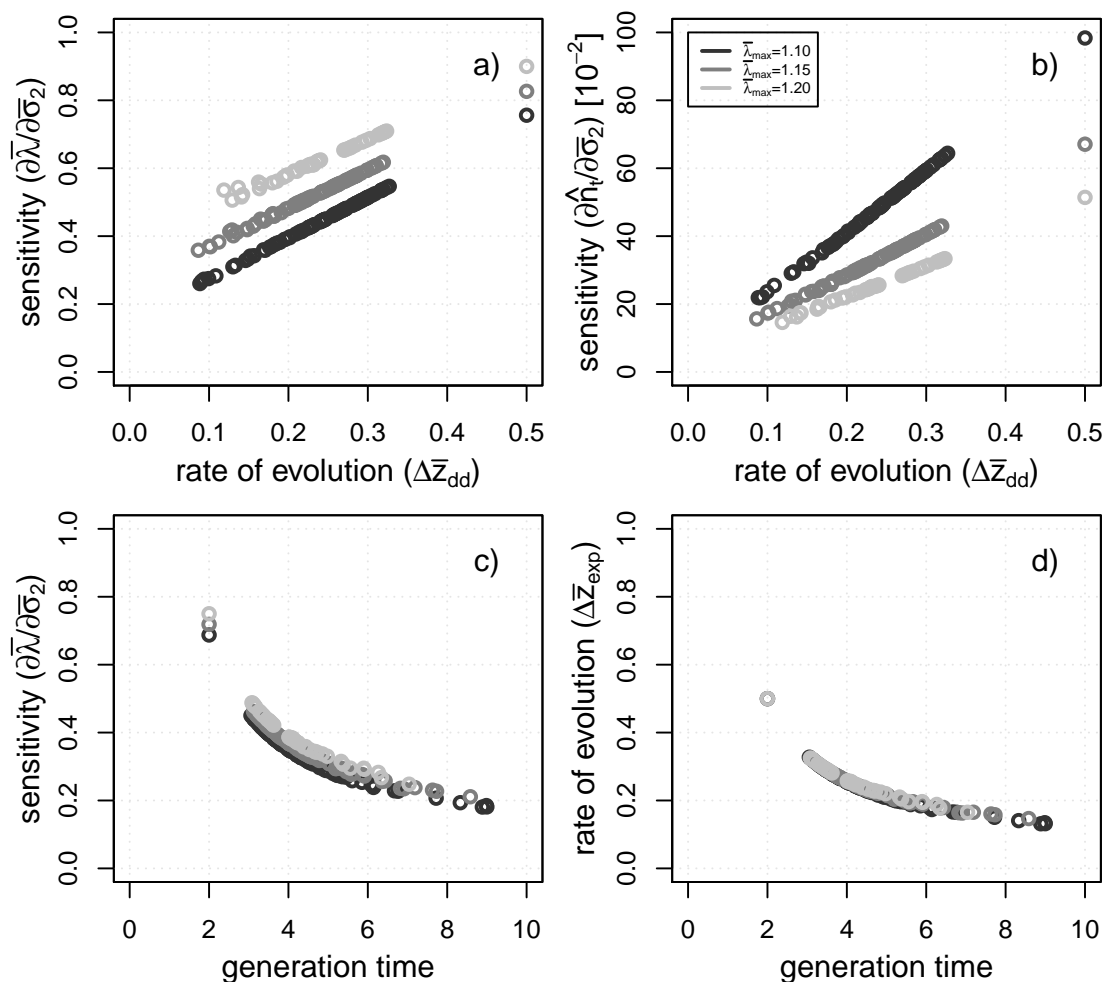 a)
sensitivity (∂λ̅/∂σ̅₂)
0.0 0.2 0.4 0.6 0.8 1.0
0.0 0.1 0.2 0.3 0.4 0.5
rate of evolution (Δz̅dd)
b)
λ̅max=1.10
λ̅max=1.15
λ̅max=1.20
sensitivity (∂n̂t/∂σ̅₂) [10⁻²]
0 20 40 60 80 100
0.0 0.1 0.2 0.3 0.4 0.5
rate of evolution (Δz̅dd)
c)
sensitivity (∂λ̅/∂σ̅₂)
0.0 0.2 0.4 0.6 0.8 1.0
0 2 4 6 8 10
generation time
d)
rate of evolution (Δz̅exp)
0.0 0.2 0.4 0.6 0.8 1.0
0 2 4 6 8 10
generation time